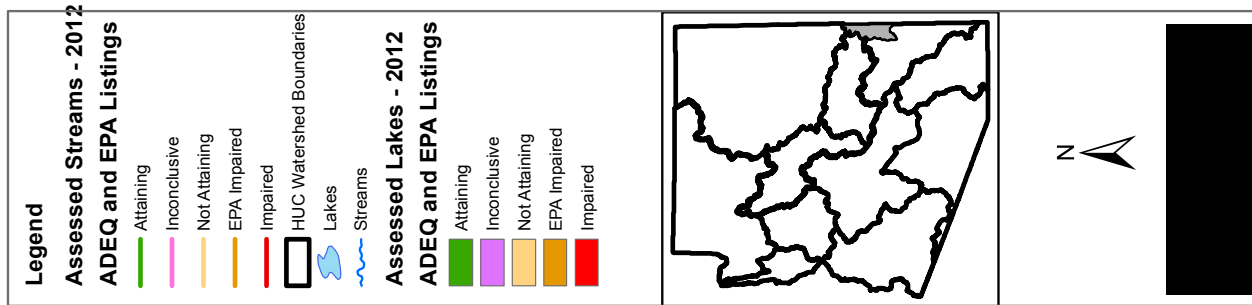 Legend
Assessed Streams - 2012
ADEQ and EPA Listings
Attaining
Inconclusive
Not Attaining
EPA Impaired
Impaired
HUC Watershed Boundaries
Lakes
Streams
Assessed Lakes - 2012
ADEQ and EPA Listings
Attaining
Inconclusive
Not Attaining
EPA Impaired
Impaired
N